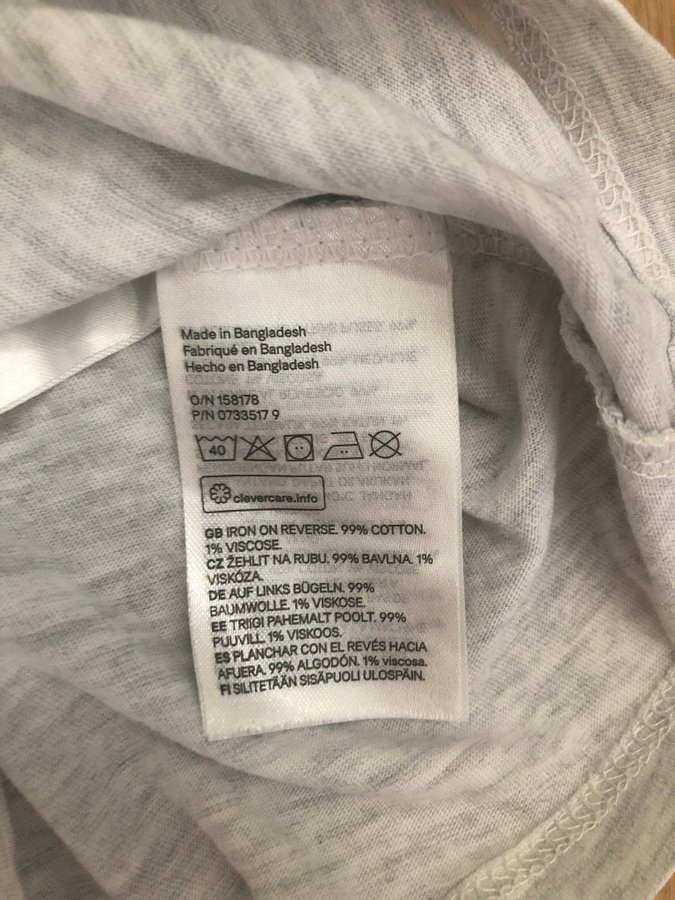 Made in Bangladesh
Fabriqué en Bangladesh
Hecho en Bangladesh
O/N 158178
P/N 0733517 9
40
clevercare.info
GB IRON ON REVERSE. 99% COTTON.
1% VISCOSE.
CZ ŽEHLIT NA RUBU. 99% BAVLNA. 1%
VISKÓZA.
DE AUF LINKS BÜGELN. 99%
BAUMWOLLE. 1% VISKOSE.
EE TRIIGI PAHEMALT POOLT. 99%
PUUVILL. 1% VISKOOS.
ES PLANCHAR CON EL REVÉS HACIA
AFUERA. 99% ALGODÓN. 1% viscosa.
FI SILITETÄÄN SISÄPUOLI ULOSPÄIN.